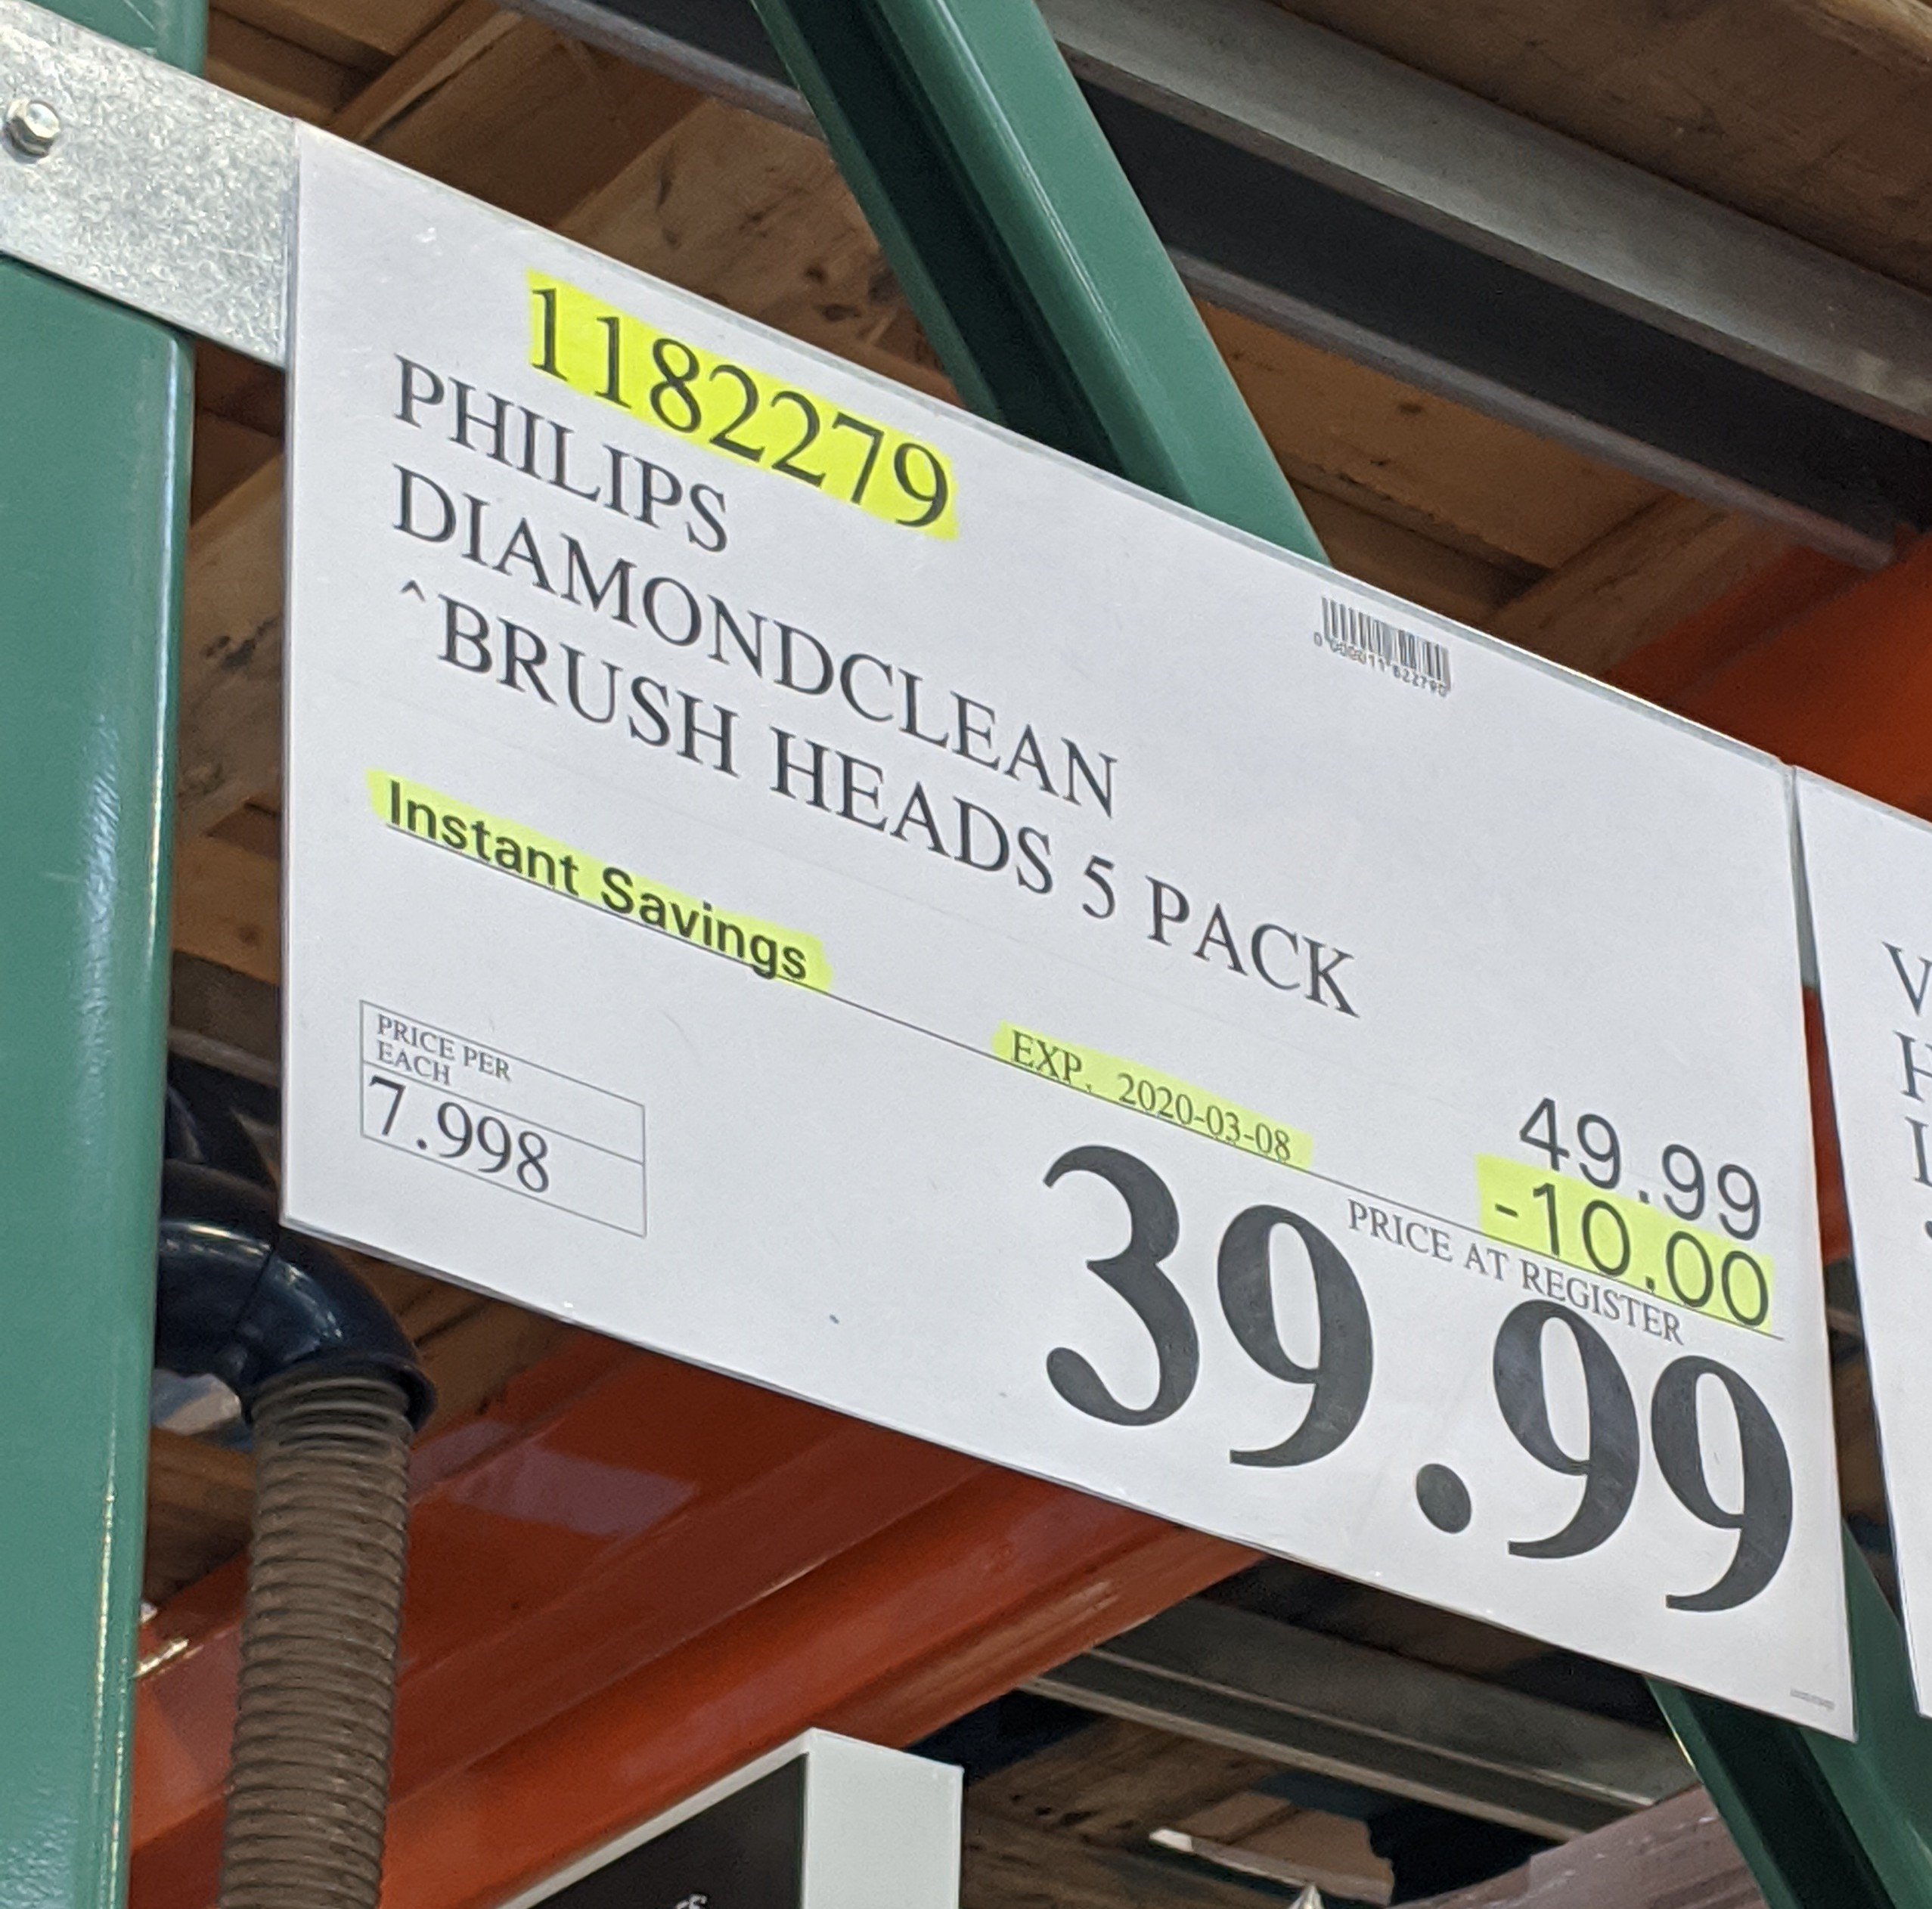 1182279
PHILIPS
DIAMONDCLEAN
^BRUSH HEADS 5 PACK
Instant Savings
EXP. 2020-03-08
49.99
-10.00
PRICE PER
EACH
7.998
PRICE AT REGISTER
39.99
V
H